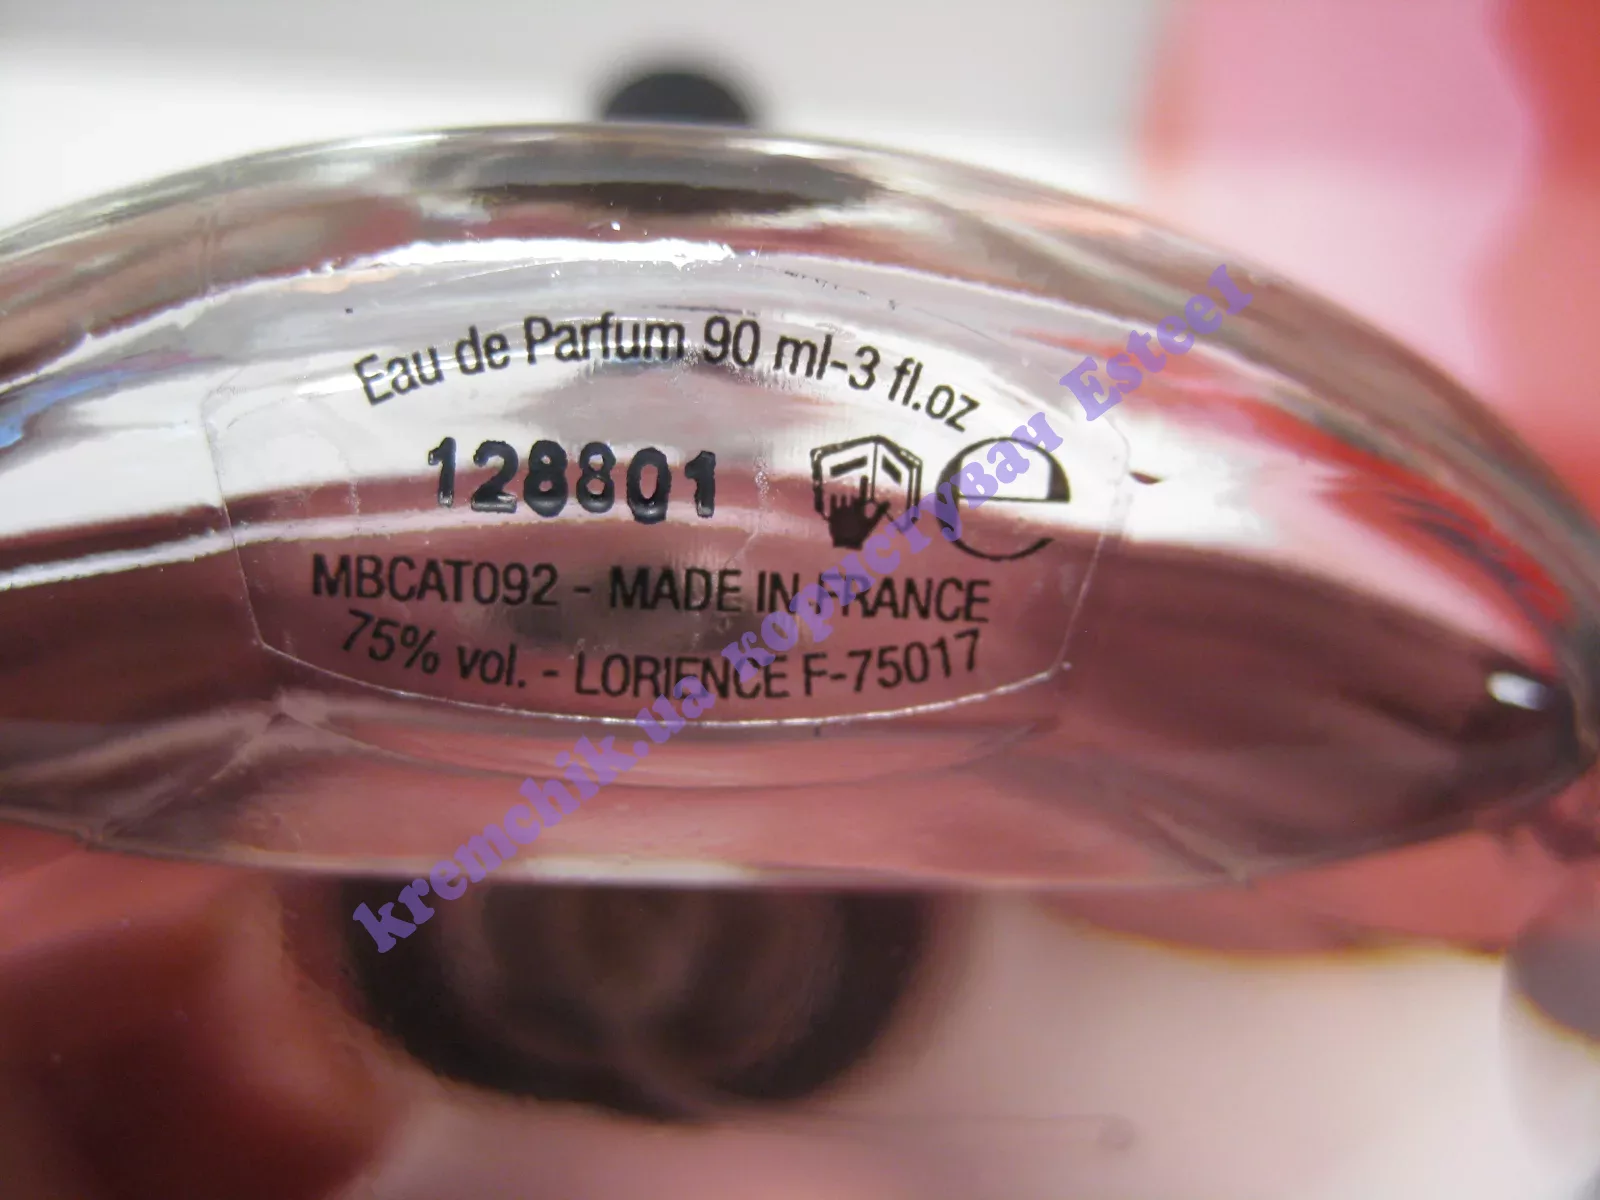 Eau de Parfum 90 ml-3 fl.oz
128801
e
MBCAT092 - MADE IN FRANCE
75% vol. - LORIENCE F-75017
kremchik.ua користувач Esteer